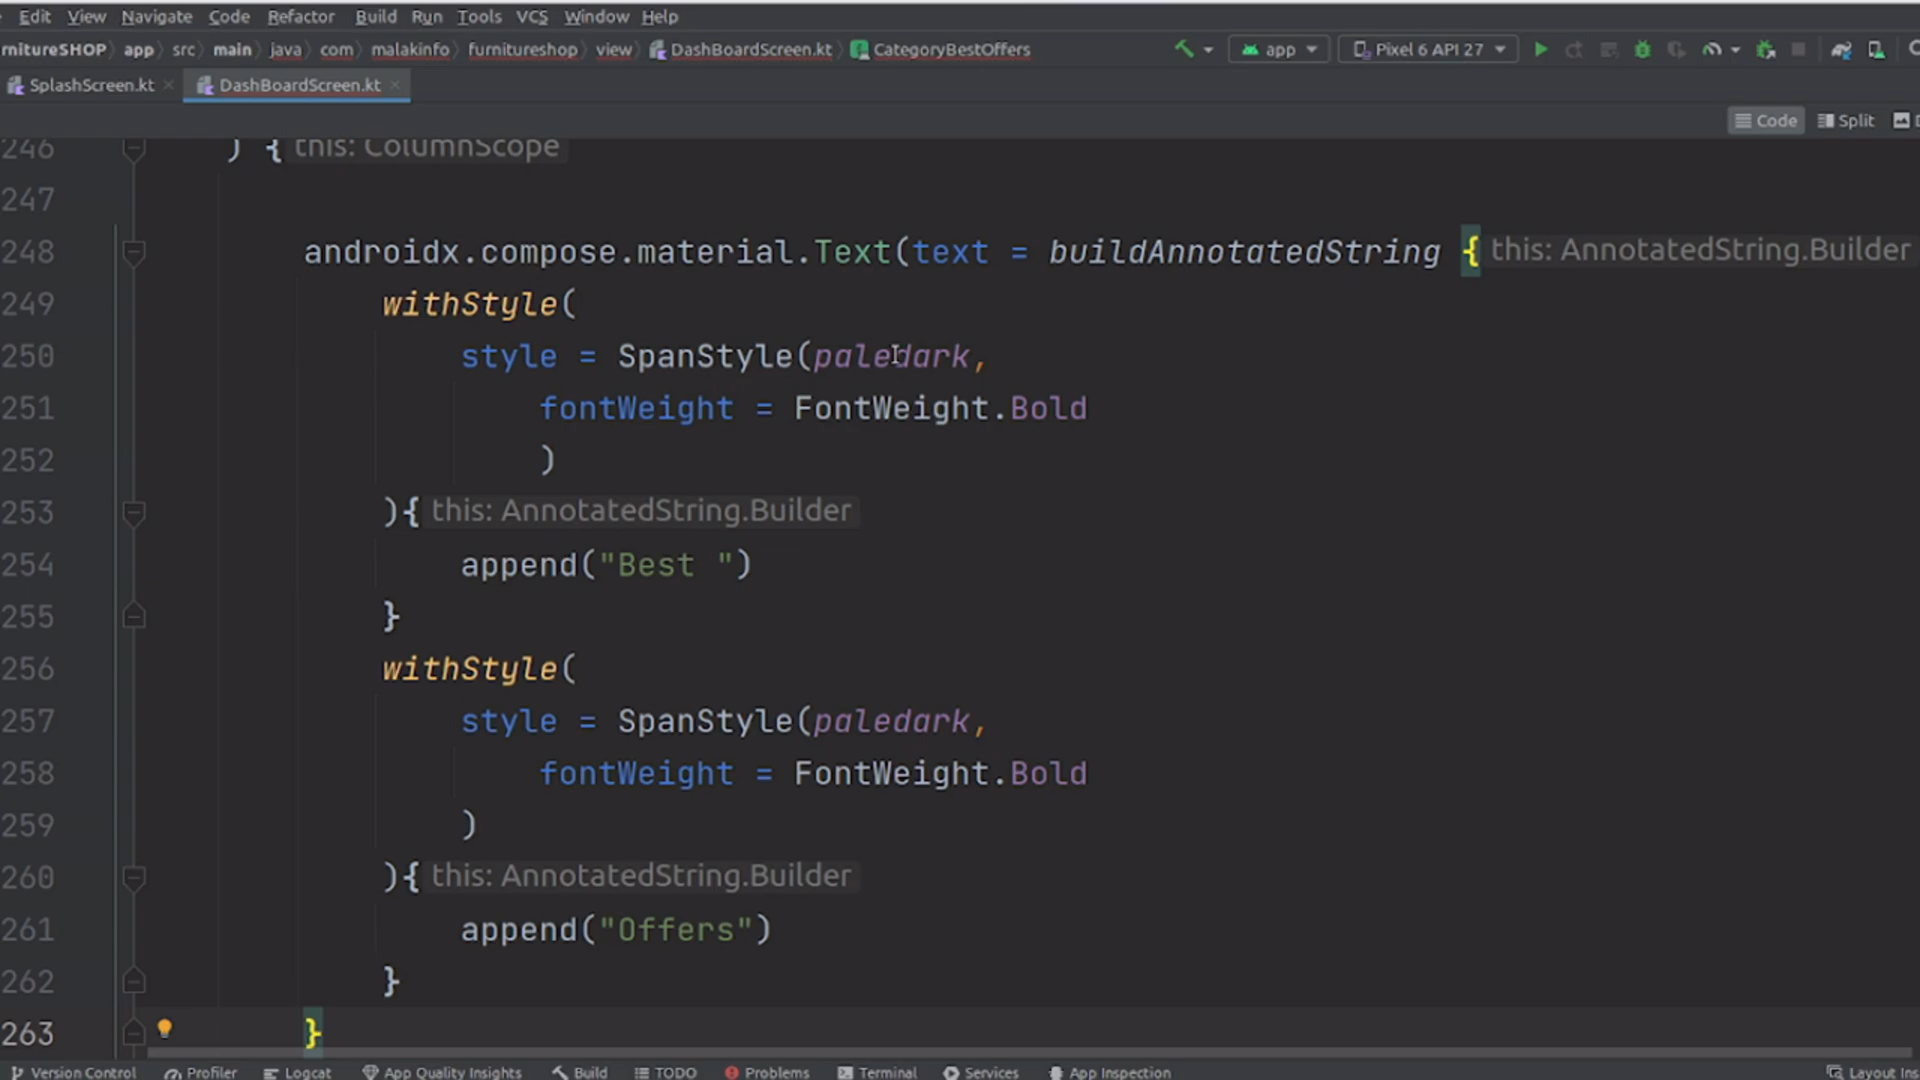 Edit View Navigate Code Refactor Build Run Tools VCS Window Help
rnitureSHOP app src main java com malakinfo furnitureshop view DashBoardScreen.kt CategoryBestOffers app Pixel 6 API 27
SplashScreen.kt DashBoardScreen.kt
Code Split
246 ) { this: ColumnScope
247
248 androidx.compose.material.Text(text = buildAnnotatedString { this: AnnotatedString.Builder
249 withStyle(
250 style = SpanStyle(paledark,
251 fontWeight = FontWeight.Bold
252 )
253 ){ this: AnnotatedString.Builder
254 append("Best ")
255 }
256 withStyle(
257 style = SpanStyle(paledark,
258 fontWeight = FontWeight.Bold
259 )
260 ){ this: AnnotatedString.Builder
261 append("Offers")
262 }
263 }
Version Control Profiler Logcat App Quality Insights Build TODO Problems Terminal Services App Inspection Layout Ins